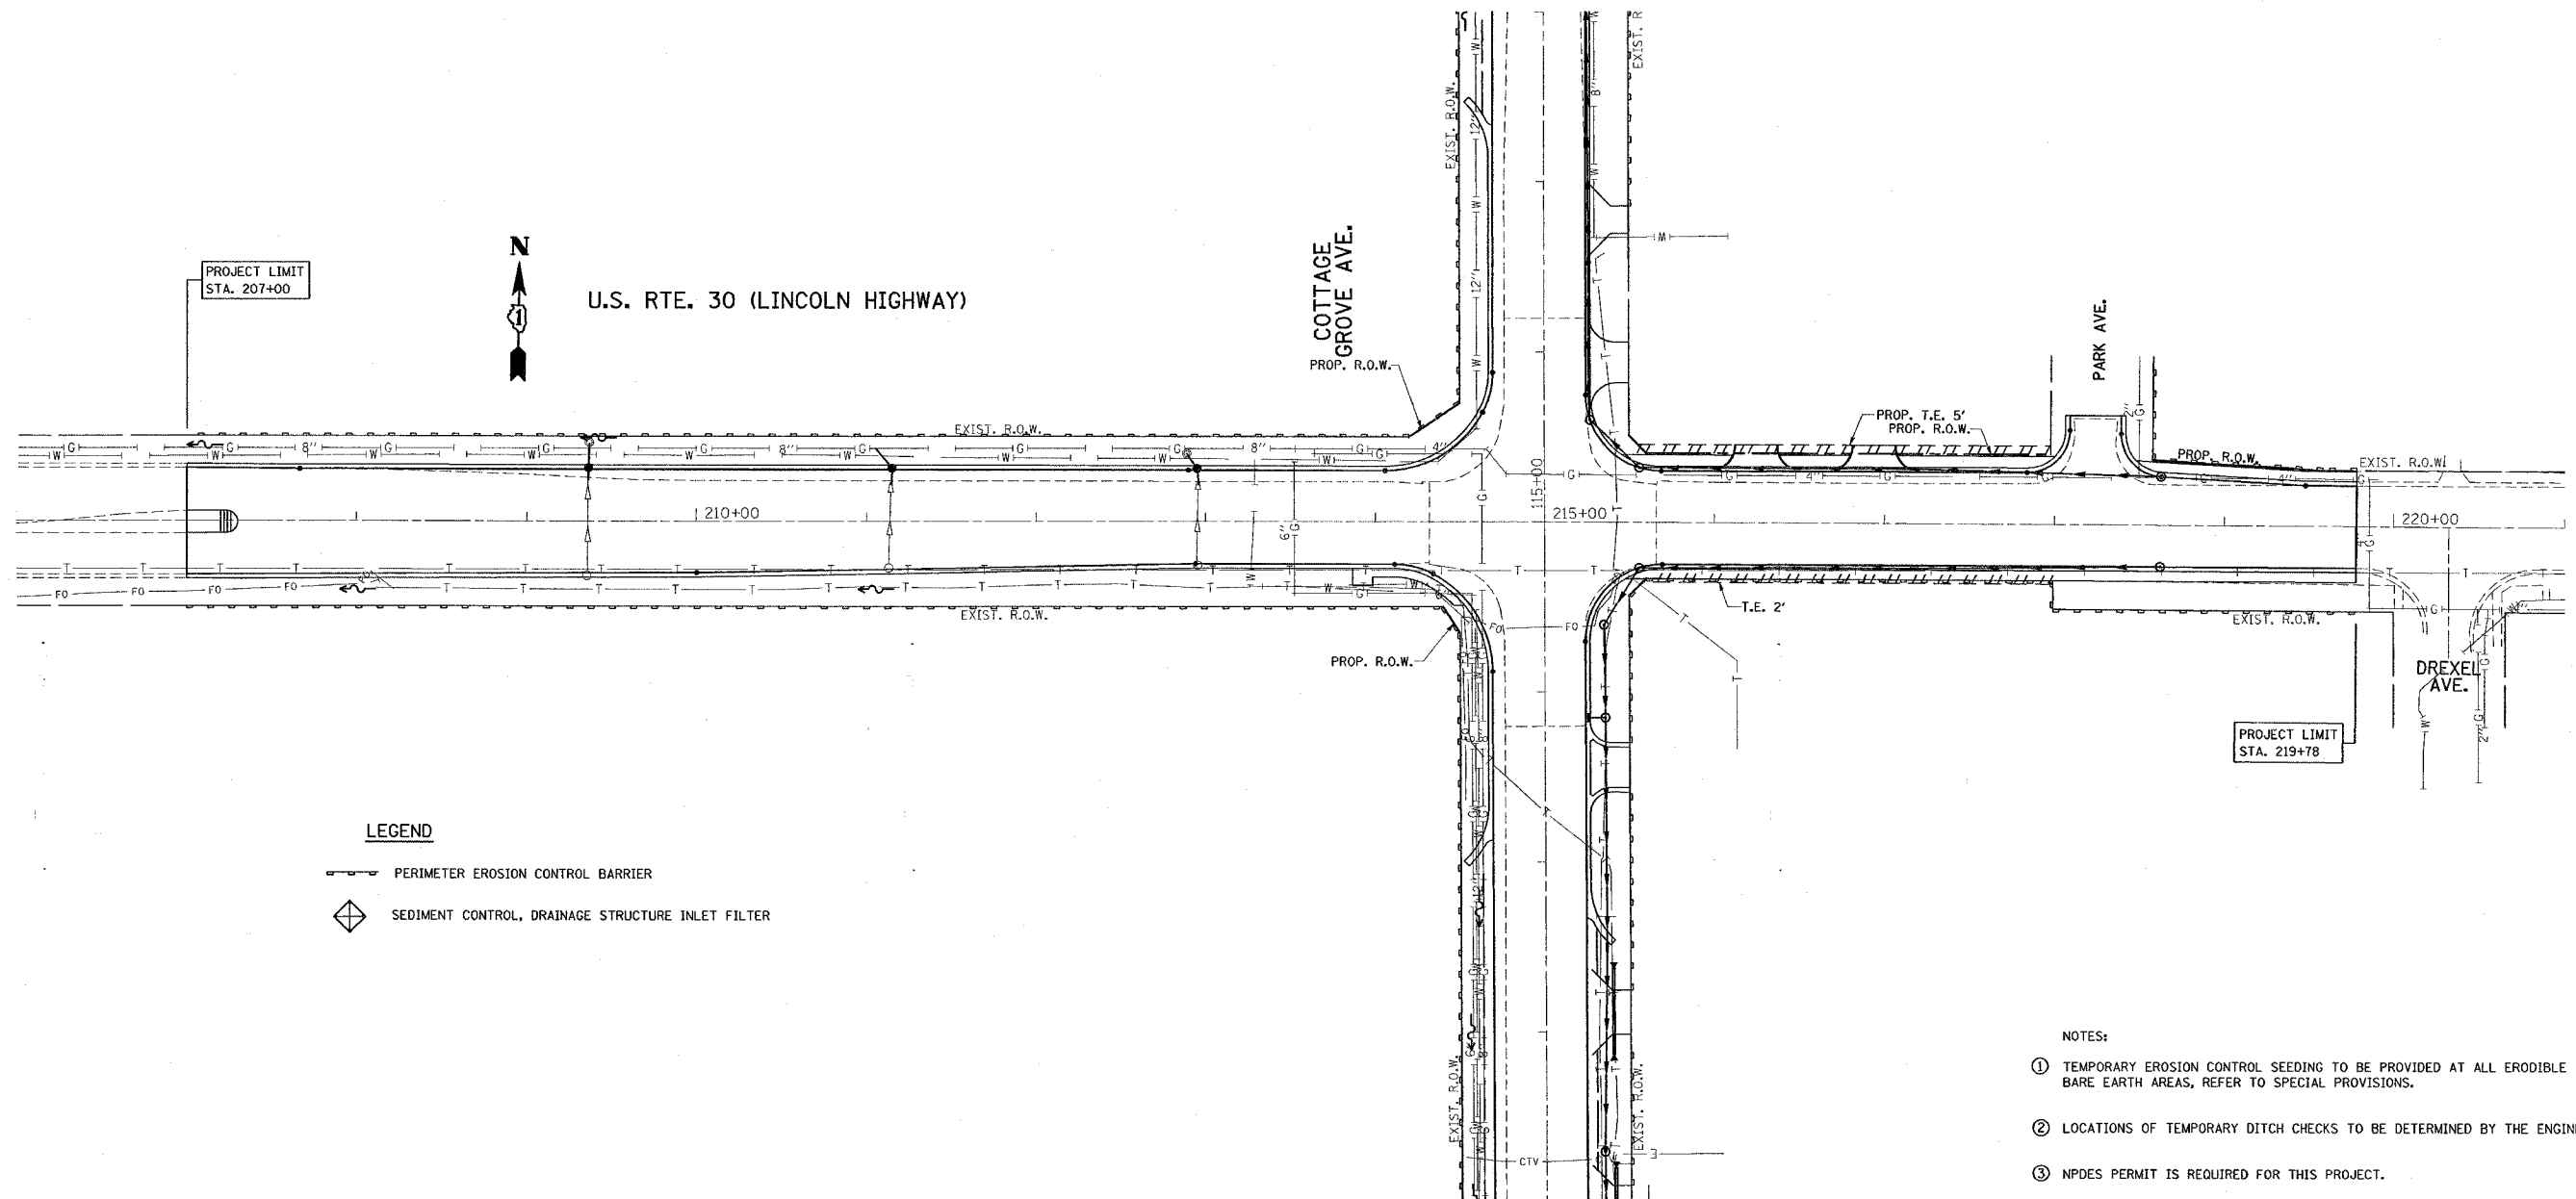 EXIST. R.O.W.
EXIST. R
N
U.S. RTE. 30 (LINCOLN HIGHWAY)
PROJECT LIMIT
STA. 207+00
COTTAGE
GROVE AVE.
PROP. R.O.W.
PARK AVE.
PROP. T.E. 5'
PROP. R.O.W.
EXIST. R.O.W.
PROP. R.O.W.
EXIST. R.O.W.
210+00
115+00
215+00
220+00
EXIST. R.O.W.
PROP. R.O.W.
T.E. 2'
EXIST. R.O.W.
DREXEL
AVE.
PROJECT LIMIT
STA. 219+78
LEGEND
PERIMETER EROSION CONTROL BARRIER
SEDIMENT CONTROL, DRAINAGE STRUCTURE INLET FILTER
EXIST. R.O.W.
EXIST. R.O.W.
CTV
NOTES:
① TEMPORARY EROSION CONTROL SEEDING TO BE PROVIDED AT ALL ERODIBLE
BARE EARTH AREAS, REFER TO SPECIAL PROVISIONS.
② LOCATIONS OF TEMPORARY DITCH CHECKS TO BE DETERMINED BY THE ENGIN
③ NPDES PERMIT IS REQUIRED FOR THIS PROJECT.